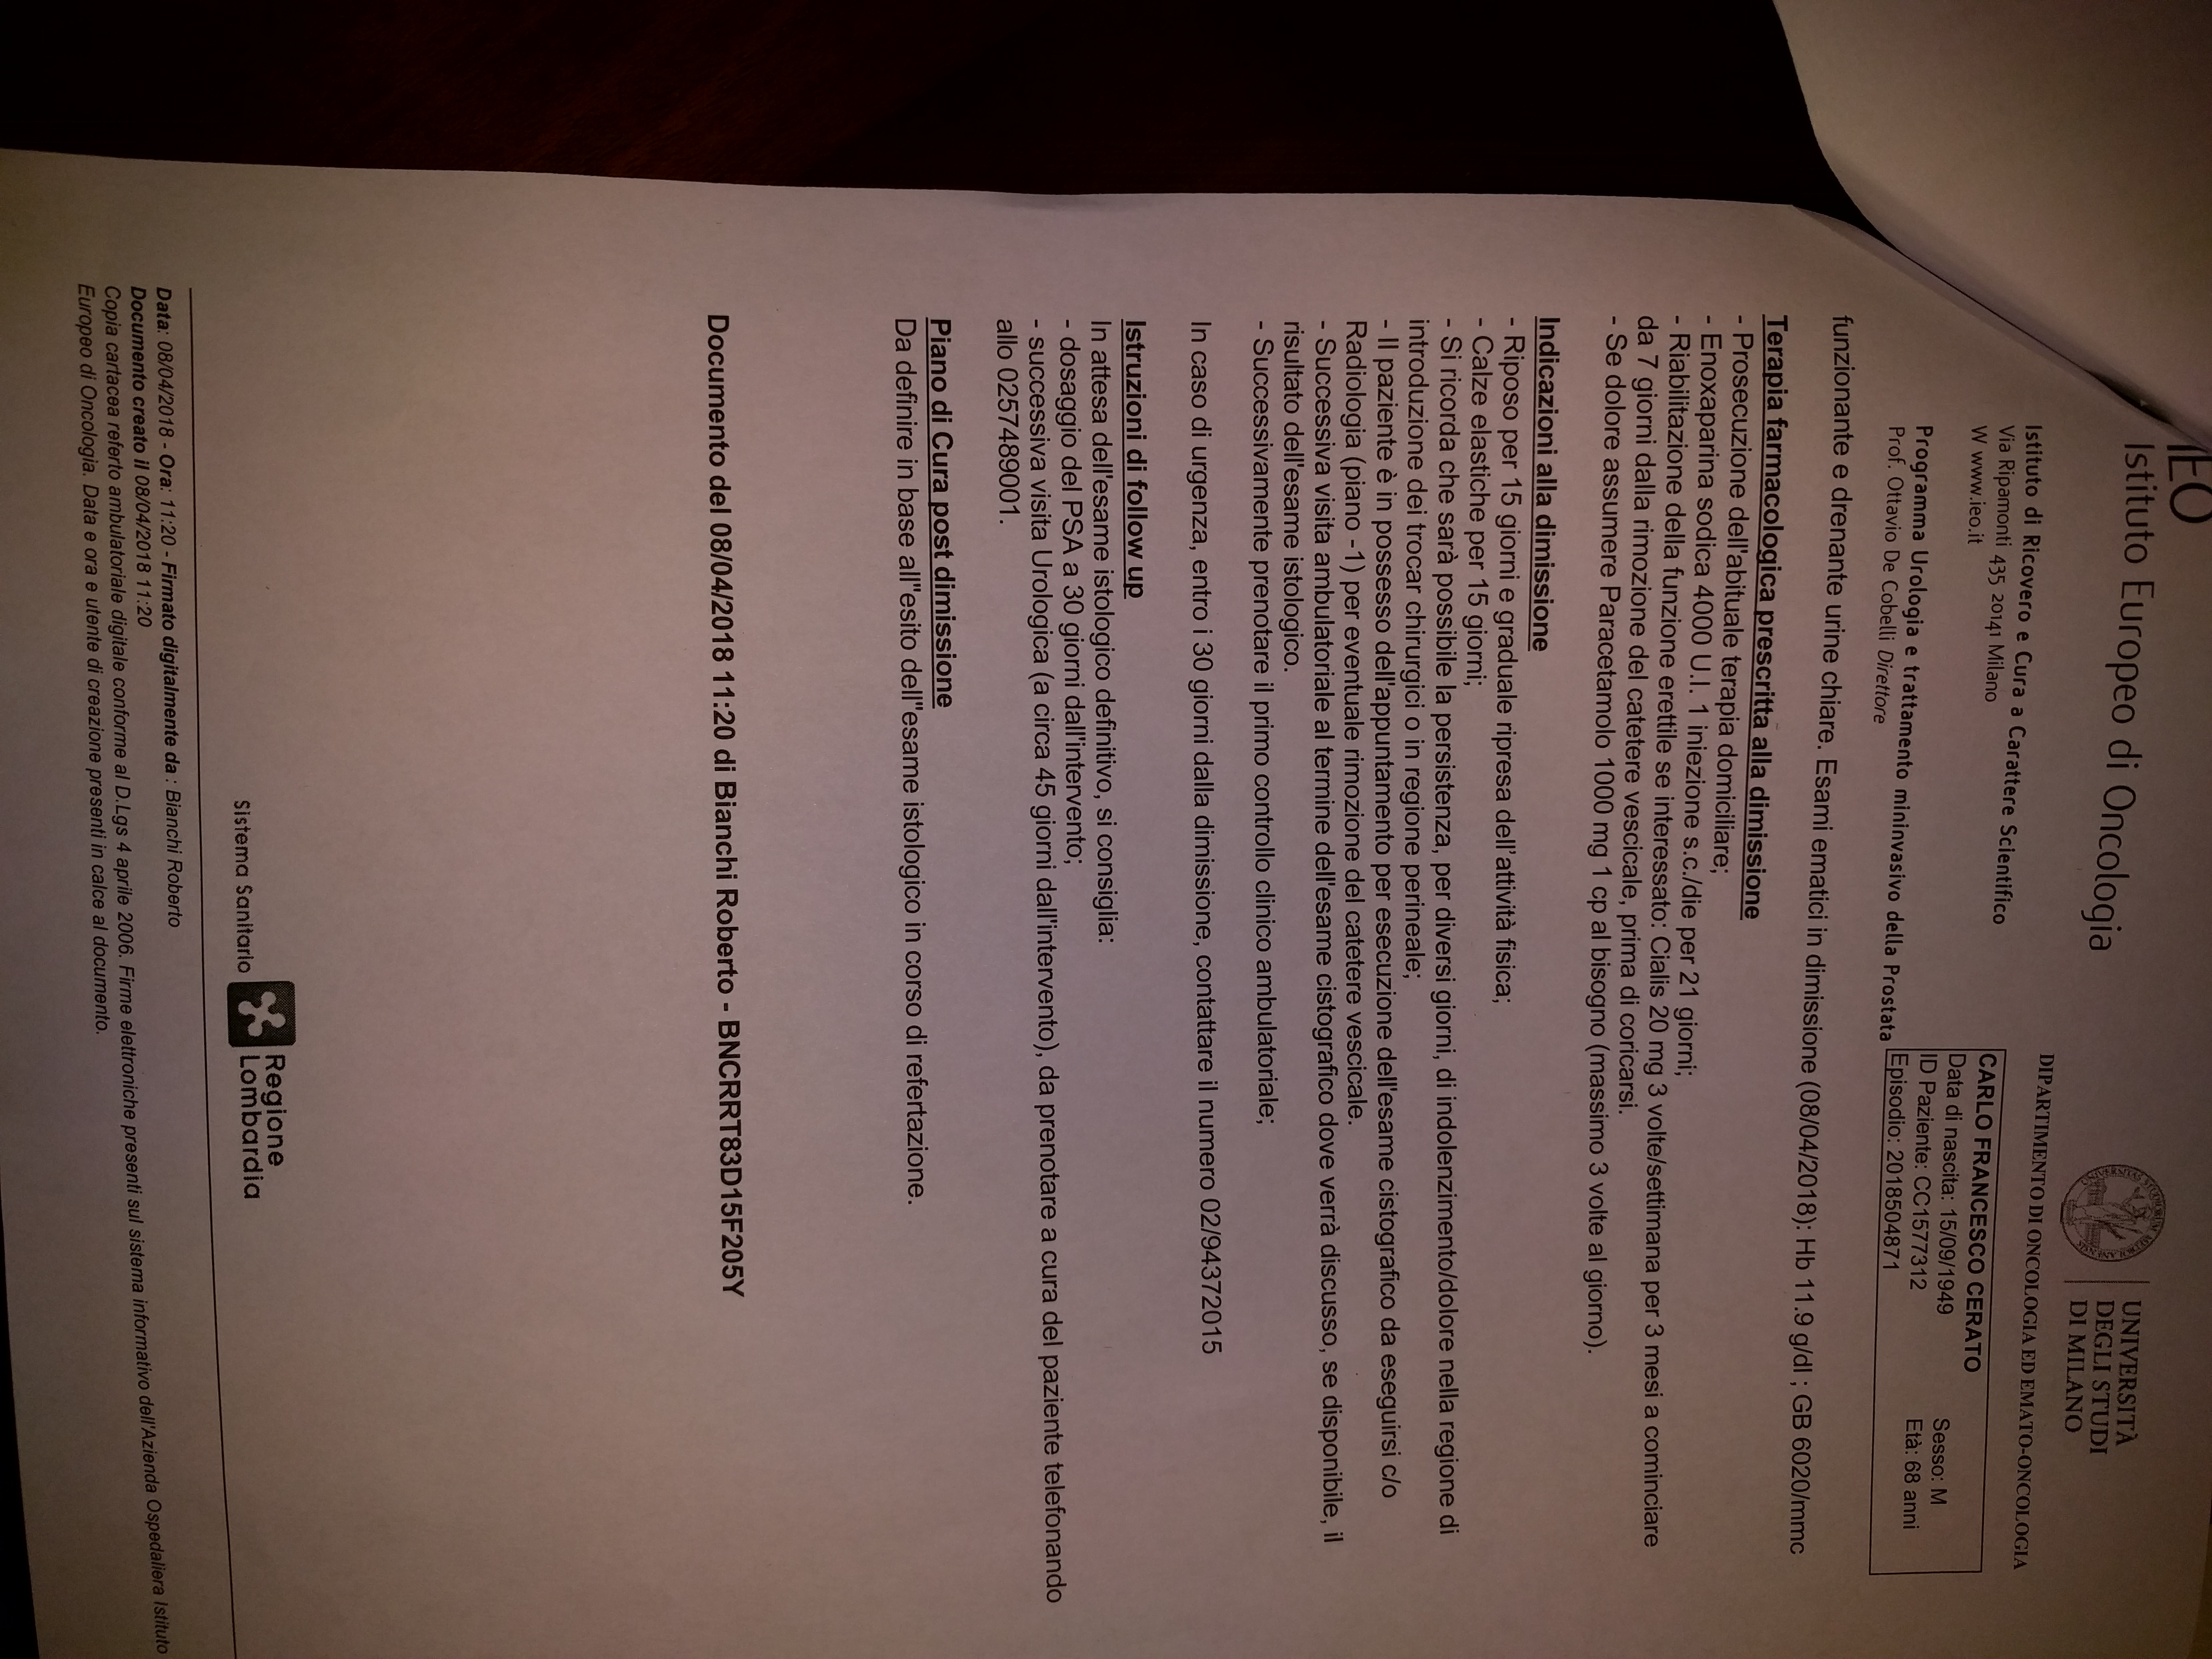 IEO
Istituto Europeo di Oncologia
UNIVERSITÀ
DEGLI STUDI
DI MILANO
Istituto di Ricovero e Cura a Carattere Scientifico
Via Ripamonti 435 20141 Milano
W www.ieo.it
DIPARTIMENTO DI ONCOLOGIA ED EMATO-ONCOLOGIA
Programma Urologia e trattamento mininvasivo della Prostata
Prof. Ottavio De Cobelli Direttore
CARLO FRANCESCO CERATO
Data di nascita: 15/09/1949 Sesso: M
ID Paziente: CC1577312 Età: 68 anni
Episodio: 2018504871
funzionante e drenante urine chiare. Esami ematici in dimissione (08/04/2018): Hb 11.9 g/dl ; GB 6020/mmc
Terapia farmacologica prescritta alla dimissione
- Prosecuzione dell'abituale terapia domiciliare;
- Enoxaparina sodica 4000 U.I. 1 iniezione s.c./die per 21 giorni;
- Riabilitazione della funzione erettile se interessato: Cialis 20 mg 3 volte/settimana per 3 mesi a cominciare
da 7 giorni dalla rimozione del catetere vescicale, prima di coricarsi.
- Se dolore assumere Paracetamolo 1000 mg 1 cp al bisogno (massimo 3 volte al giorno).
Indicazioni alla dimissione
- Riposo per 15 giorni e graduale ripresa dell'attività fisica;
- Calze elastiche per 15 giorni;
- Si ricorda che sarà possibile la persistenza, per diversi giorni, di indolenzimento/dolore nella regione di
introduzione dei trocar chirurgici o in regione perineale;
- Il paziente è in possesso dell'appuntamento per esecuzione dell'esame cistografico da eseguirsi c/o
Radiologia (piano -1) per eventuale rimozione del catetere vescicale.
- Successiva visita ambulatoriale al termine dell'esame cistografico dove verrà discusso, se disponibile, il
risultato dell'esame istologico.
- Successivamente prenotare il primo controllo clinico ambulatoriale;
In caso di urgenza, entro i 30 giorni dalla dimissione, contattare il numero 02/94372015
Istruzioni di follow up
In attesa dell'esame istologico definitivo, si consiglia:
- dosaggio del PSA a 30 giorni dall'intervento;
- successiva visita Urologica (a circa 45 giorni dall'intervento), da prenotare a cura del paziente telefonando
allo 0257489001.
Piano di Cura post dimissione
Da definire in base all"esito dell"esame istologico in corso di refertazione.
Documento del 08/04/2018 11:20 di Bianchi Roberto - BNCRRT83D15F205Y
Sistema Sanitario Regione
Lombardia
Data: 08/04/2018 - Ora: 11:20 - Firmato digitalmente da : Bianchi Roberto
Documento creato il 08/04/2018 11:20
Copia cartacea referto ambulatoriale digitale conforme al D.Lgs 4 aprile 2006. Firme elettroniche presenti sul sistema informativo dell'Azienda Ospedaliera Istituto
Europeo di Oncologia. Data e ora e utente di creazione presenti in calce al documento.